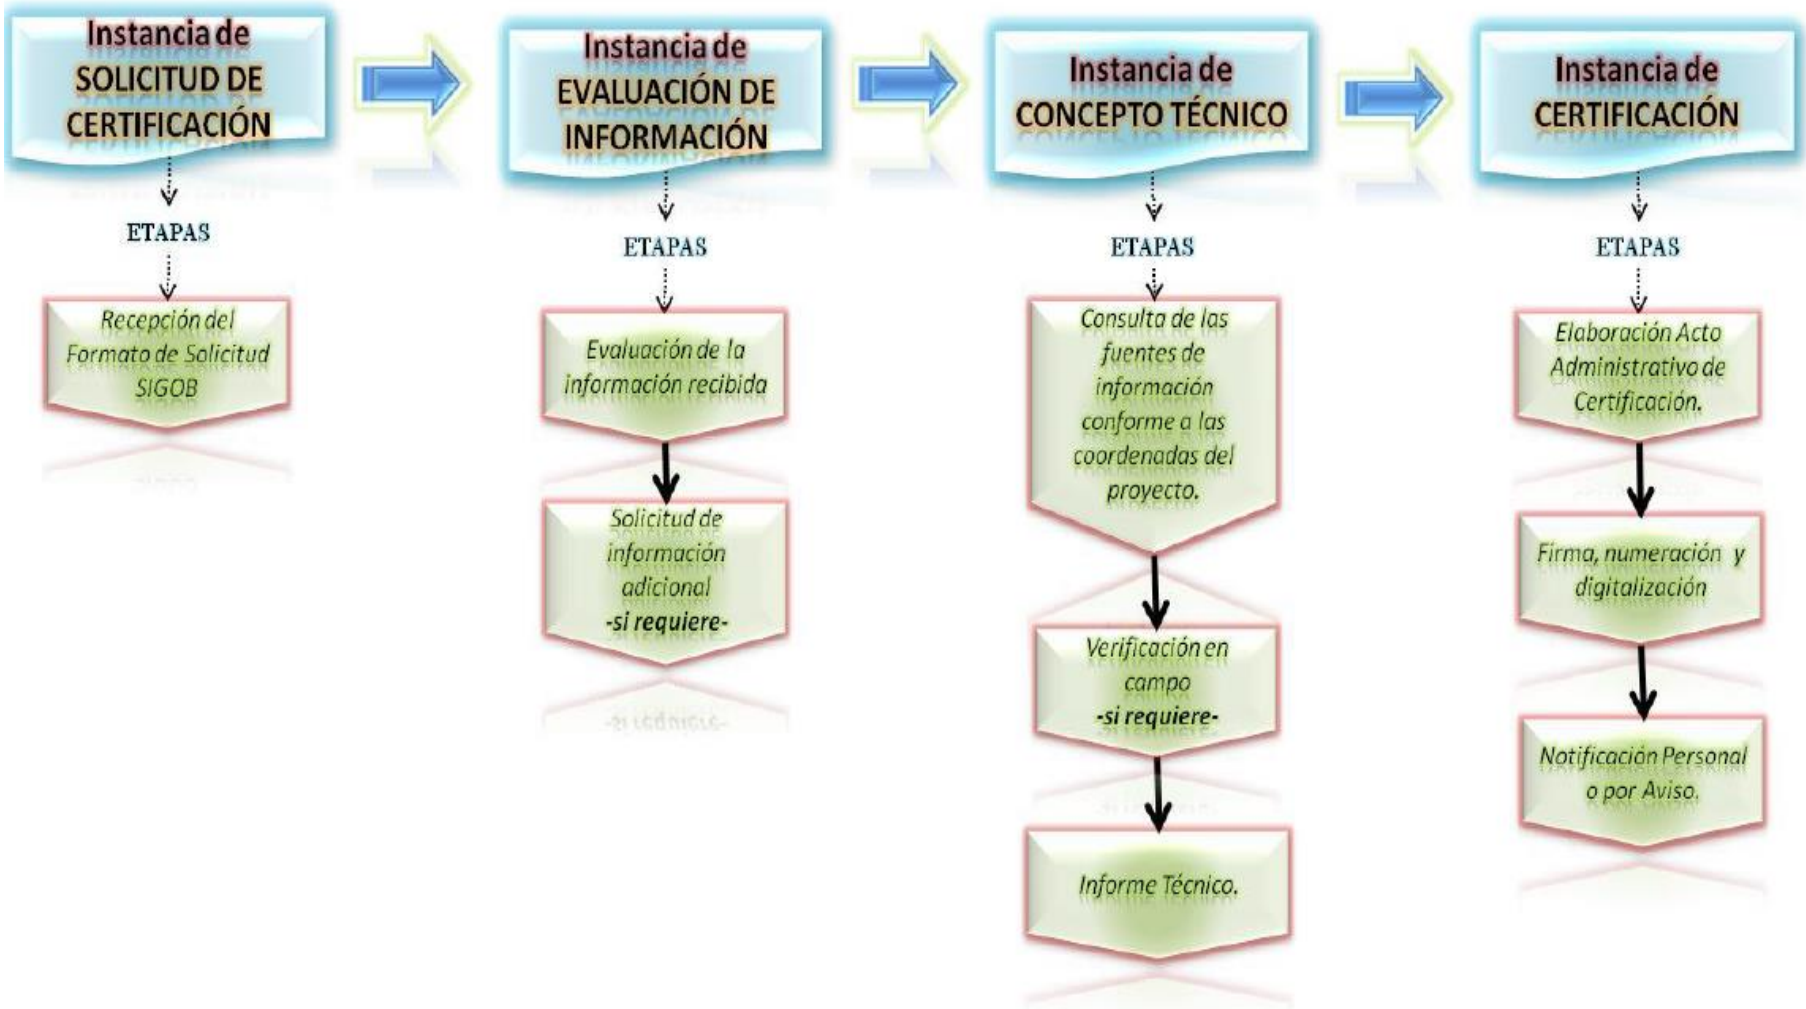 Instancia de
SOLICITUD DE
CERTIFICACIÓN
ETAPAS
Recepción del
Formato de Solicitud
SIGOB
Instancia de
EVALUACIÓN DE
INFORMACIÓN
ETAPAS
Evaluación de la
información recibida
Solicitud de
información
adicional
-si requiere-
Instancia de
CONCEPTO TÉCNICO
ETAPAS
Consulta de las
fuentes de
información
conforme a las
coordenadas del
proyecto.
Verificación en
campo
-si requiere-
Informe Técnico.
Instancia de
CERTIFICACIÓN
ETAPAS
Elaboración Acto
Administrativo de
Certificación.
Firma, numeración y
digitalización
Notificación Personal
o por Aviso.